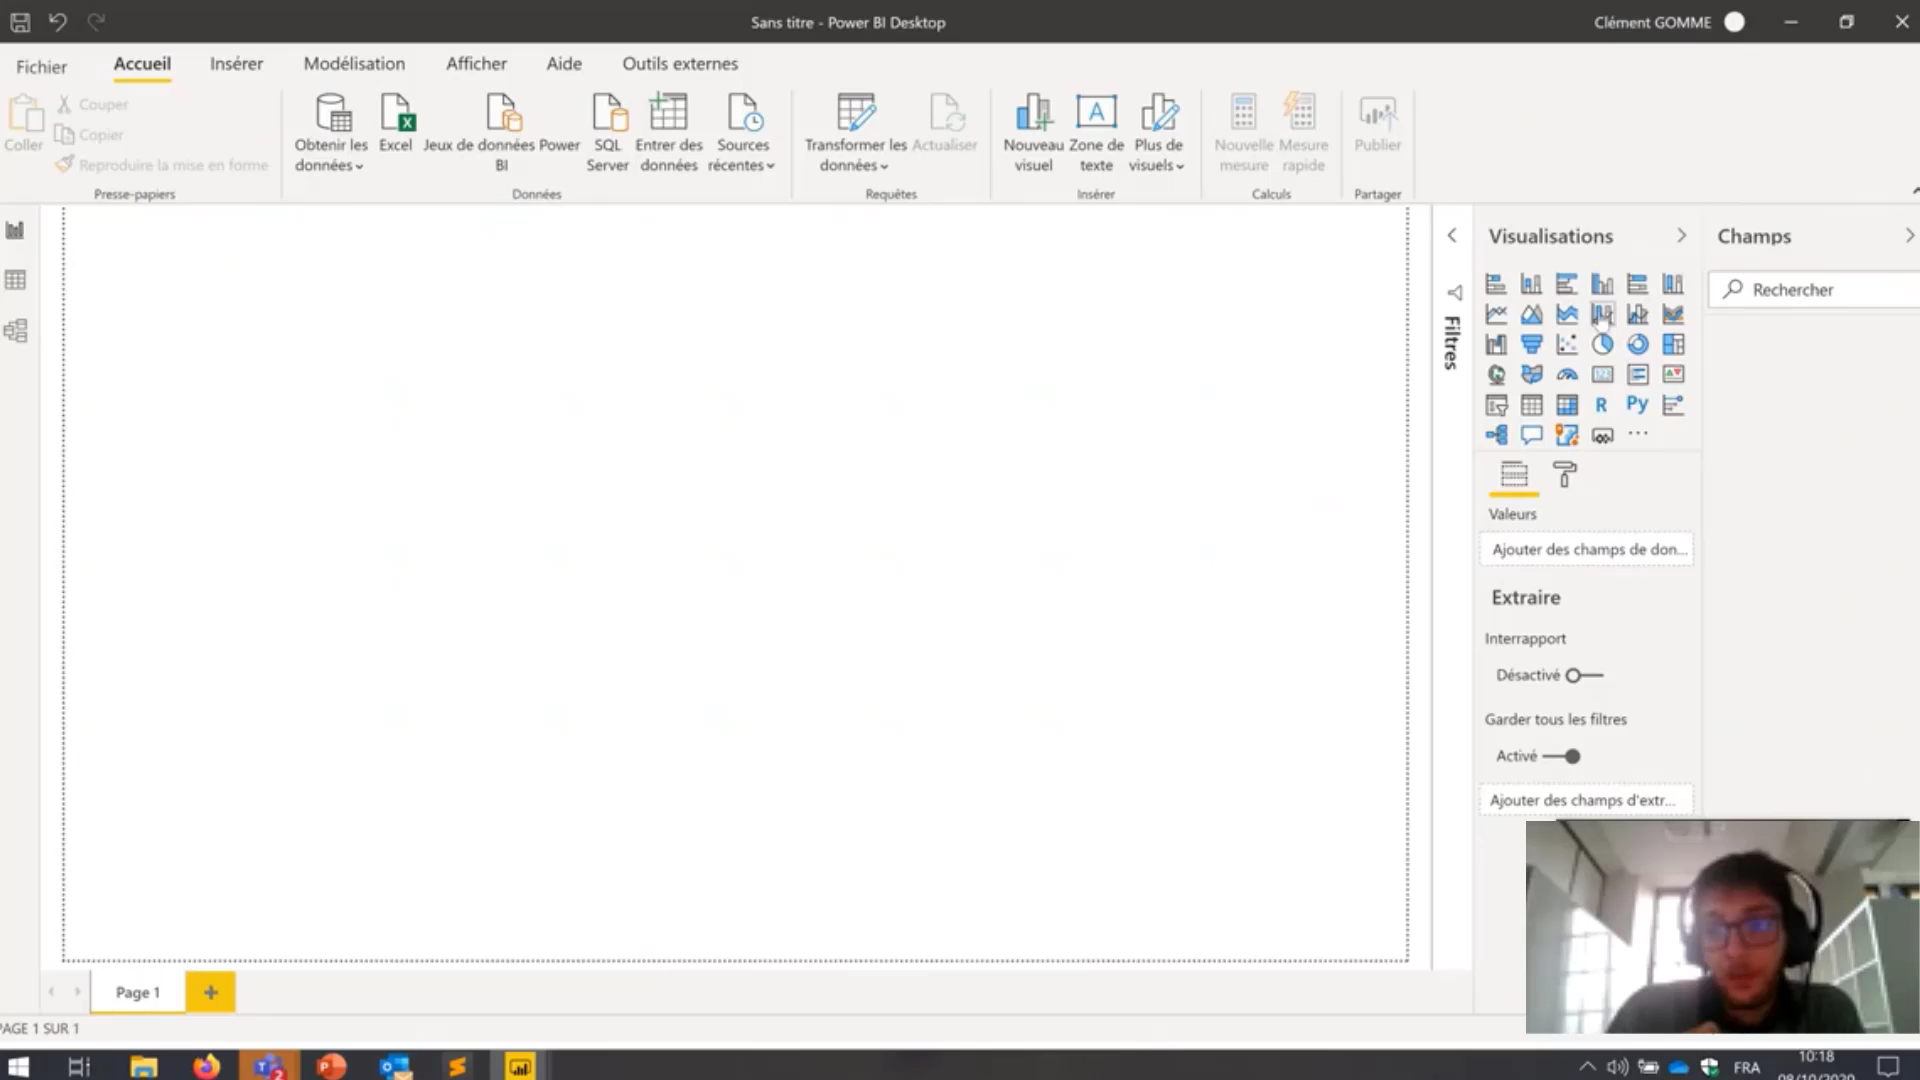 Sans titre - Power BI Desktop
Clément GOMME
Fichier
Accueil
Insérer
Modélisation
Afficher
Aide
Outils externes
Coller
Couper
Copier
Reproduire la mise en forme
Presse-papiers
Obtenir les données
Excel
Jeux de données Power BI
SQL Server
Entrer des données
Sources récentes
Données
Transformer les données
Actualiser
Requêtes
Nouveau visuel
Zone de texte
Plus de visuels
Insérer
Nouvelle mesure
Mesure rapide
Calculs
Publier
Partager
Filtres
Visualisations
R
Py
Valeurs
Ajouter des champs de don...
Extraire
Interrapport
Désactivé
Garder tous les filtres
Activé
Ajouter des champs d'extr...
Champs
Rechercher
Page 1
PAGE 1 SUR 1
FRA
10:18